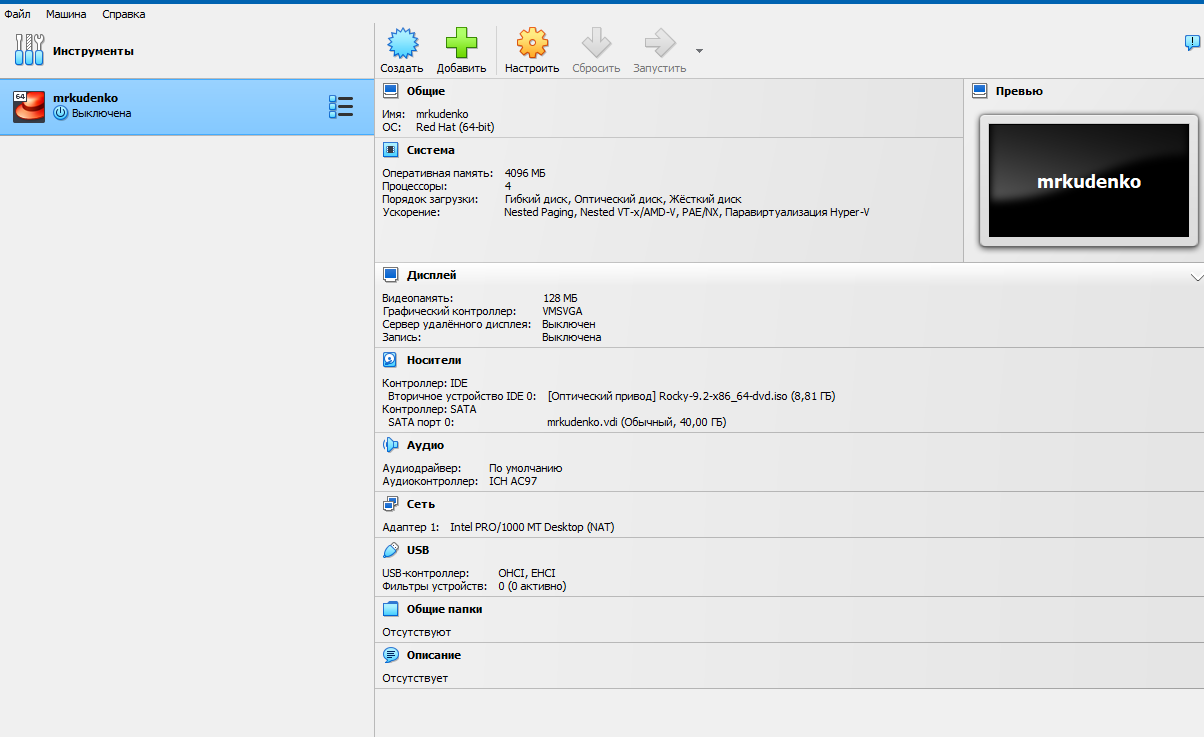 Файл Машина Справка
Инструменты
Создать Добавить Настроить Сбросить Запустить
64
mrkudenko
Выключена
Общие
Имя: mrkudenko
ОС: Red Hat (64-bit)
Превью
mrkudenko
Система
Оперативная память: 4096 МБ
Процессоры: 4
Порядок загрузки: Гибкий диск, Оптический диск, Жёсткий диск
Ускорение: Nested Paging, Nested VT-x/AMD-V, PAE/NX, Паравиртуализация Hyper-V
Дисплей
Видеопамять: 128 МБ
Графический контроллер: VMSVGA
Сервер удалённого дисплея: Выключен
Запись: Выключена
Носители
Контроллер: IDE
Вторичное устройство IDE 0: [Оптический привод] Rocky-9.2-x86_64-dvd.iso (8,81 ГБ)
Контроллер: SATA
SATA порт 0: mrkudenko.vdi (Обычный, 40,00 ГБ)
Аудио
Аудиодрайвер: По умолчанию
Аудиоконтроллер: ICH AC97
Сеть
Адаптер 1: Intel PRO/1000 MT Desktop (NAT)
USB
USB-контроллер: OHCI, EHCI
Фильтры устройств: 0 (0 активно)
Общие папки
Отсутствуют
Описание
Отсутствует